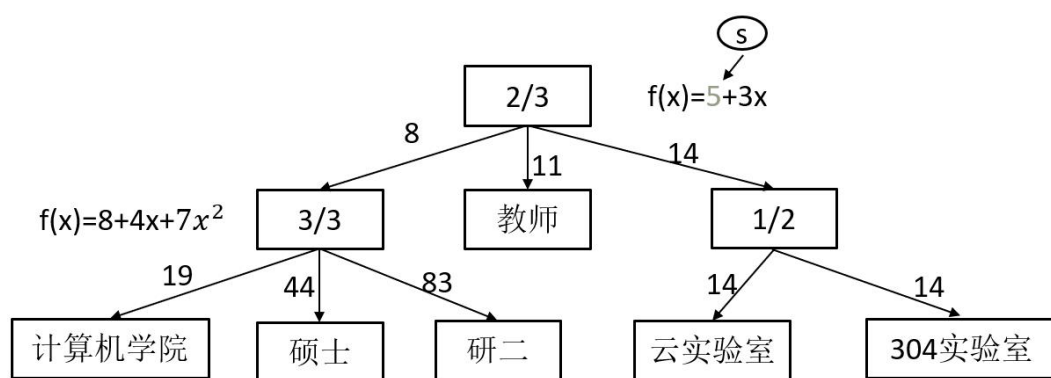 s
2/3
f(x)=5+3x
8
11
14
f(x)=8+4x+7x²
3/3
教师
1/2
19
44
83
14
14
计算机学院
硕士
研二
云实验室
304实验室